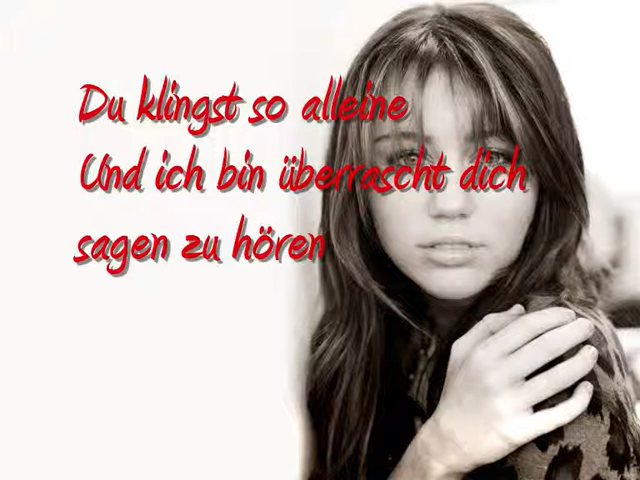 Du klingst so alleine
Und ich bin überrascht dich
sagen zu hören